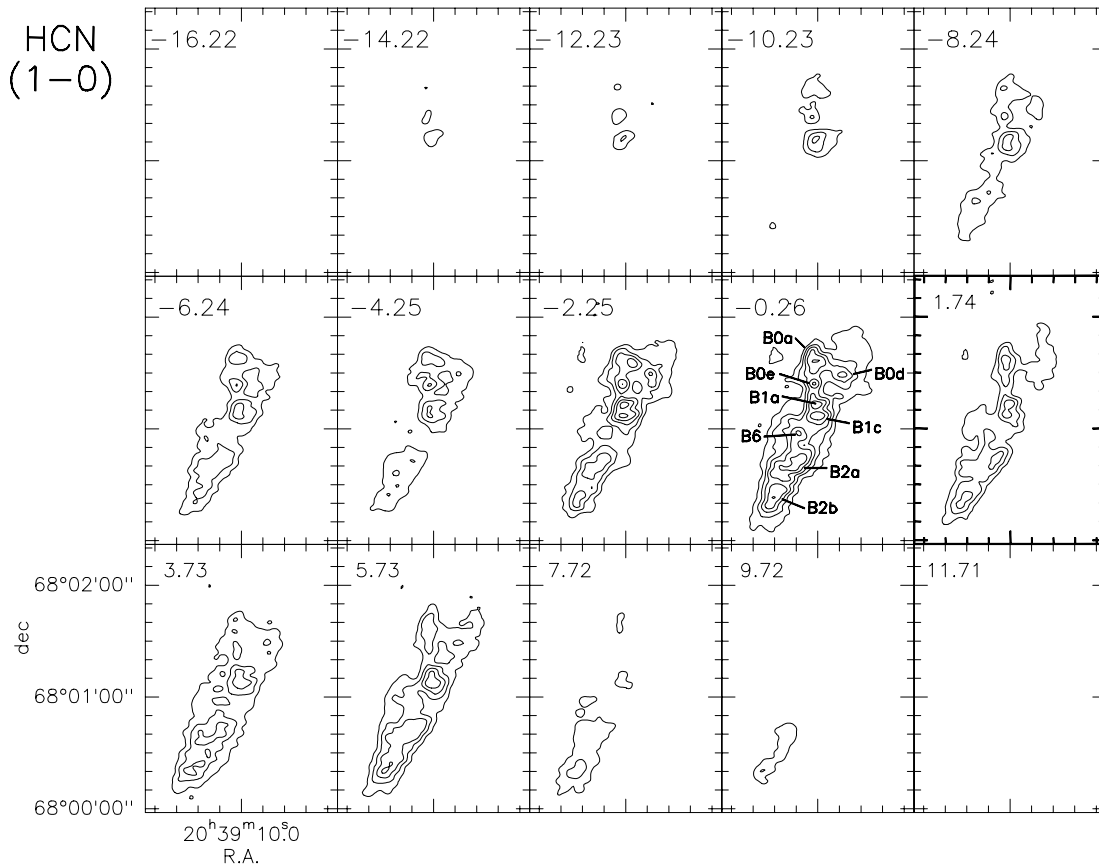 HCN
(1−0)
−16.22
−14.22
−12.23
−10.23
−8.24
−6.24
−4.25
−2.25
−0.26
1.74
B0a
B0e
B0d
B1a
B1c
B6
B2a
B2b
3.73
5.73
7.72
9.72
11.71
68°02'00"
dec
68°01'00"
68°00'00"
20h39m10s.0
R.A.